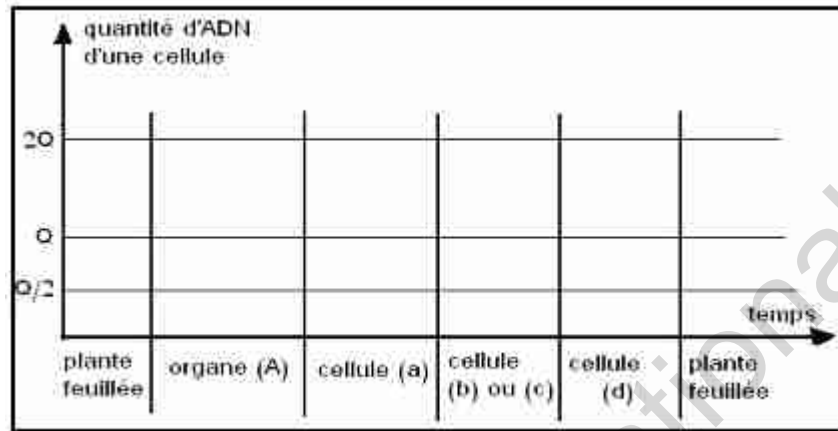 quantité d'ADN
d'une cellule
2Q
Q
Q/2
temps
plante
feuillée
organe (A)
cellule (a)
cellule
(b) ou (c)
cellule
(d)
plante
feuillée